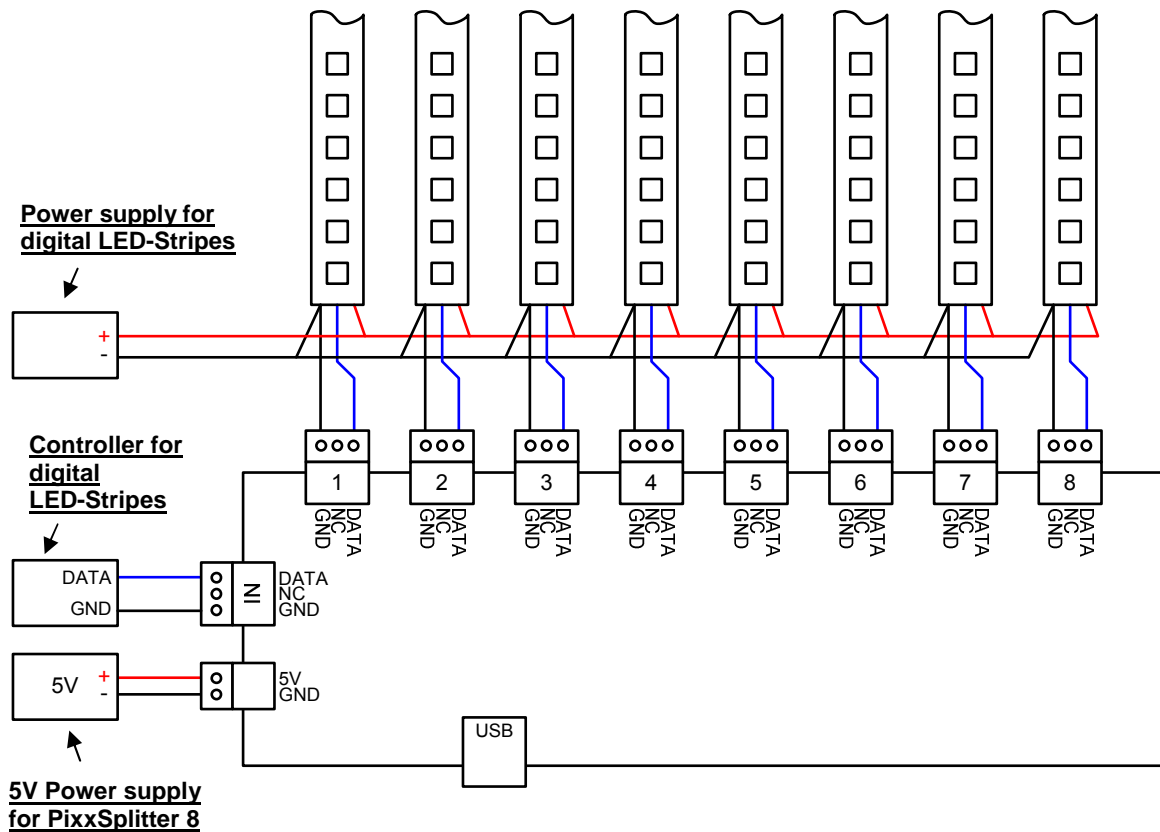 Power supply for
digital LED-Stripes
+
-
Controller for
digital
LED-Stripes
1 2 3 4 5 6 7 8
GND NC DATA GND NC DATA GND NC DATA GND NC DATA GND NC DATA GND NC DATA GND NC DATA GND NC DATA
DATA
GND
IN
DATA
NC
GND
5V
+
-
5V
GND
USB
5V Power supply
for PixxSplitter 8